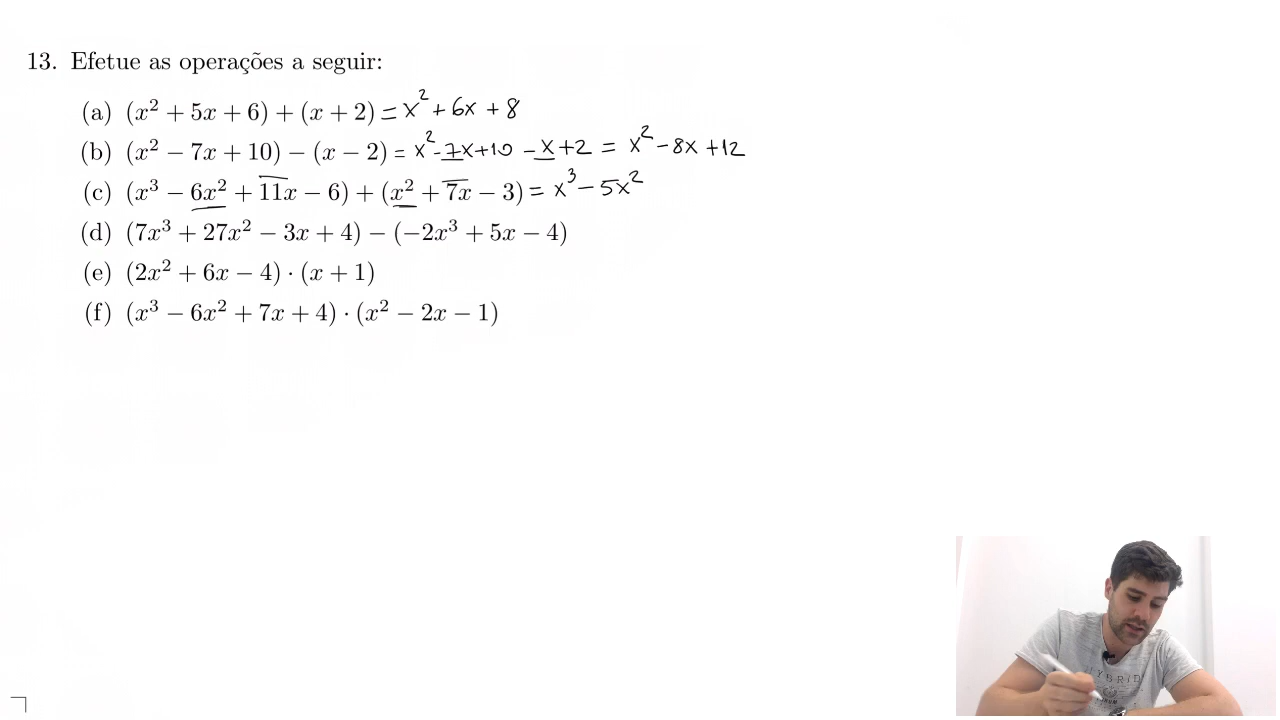 13. Efetue as operações a seguir:
(a) (x² + 5x + 6) + (x + 2) = x² + 6x + 8
(b) (x² − 7x + 10) − (x − 2) = x² - 7x + 10 - x + 2 = x² - 8x + 12
(c) (x³ − 6x² + 11x − 6) + (x² + 7x − 3) = x³ - 5x²
(d) (7x³ + 27x² − 3x + 4) − (−2x³ + 5x − 4)
(e) (2x² + 6x − 4) · (x + 1)
(f) (x³ − 6x² + 7x + 4) · (x² − 2x − 1)
HYBRID